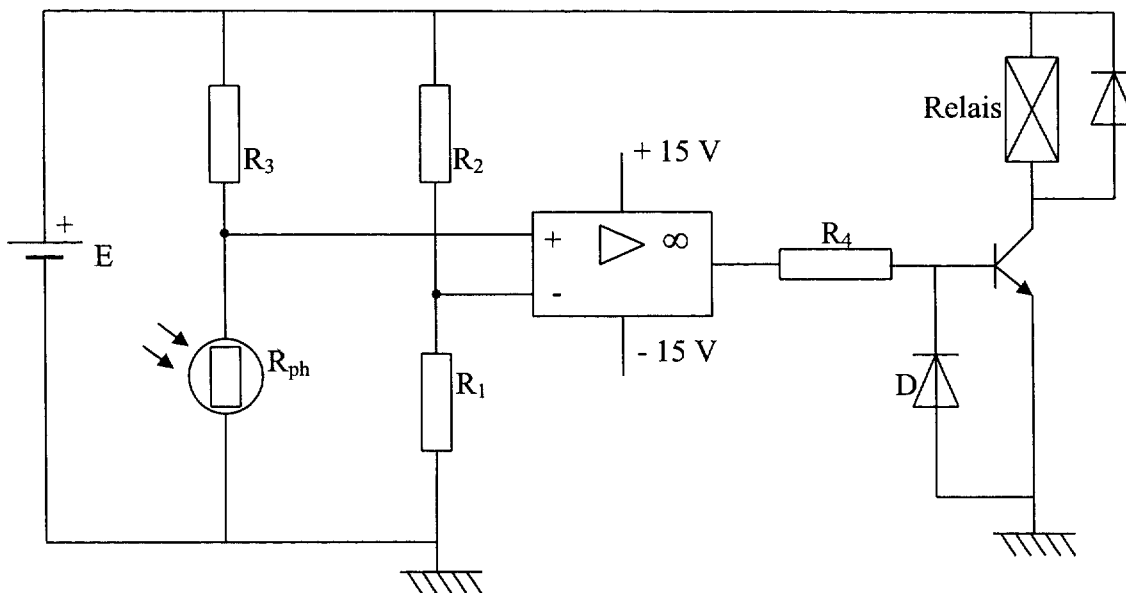 Relais
R₃
R₂
+ 15 V
+
E
+
∞
R₄
-
- 15 V
Rₚₕ
R₁
D